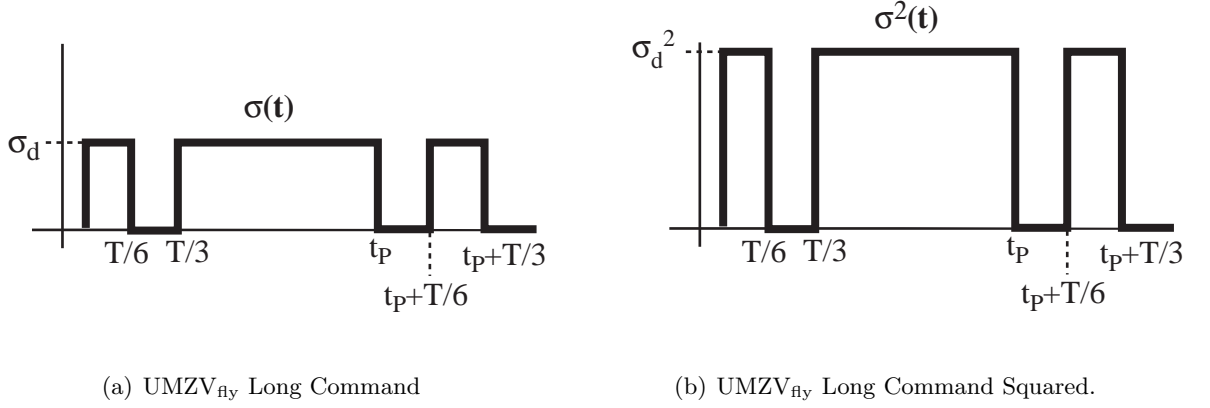 σ(t)
σd
T/6 T/3 tP tP+T/3
tP+T/6
(a) UMZVfly Long Command
σ²(t)
σd²
T/6 T/3 tP tP+T/3
tP+T/6
(b) UMZVfly Long Command Squared.